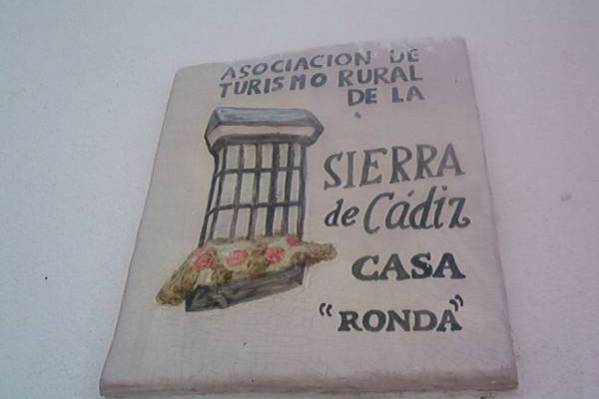 ASOCIACION DE
TURISMO RURAL
DE LA
SIERRA
de Cádiz
CASA
"RONDA"